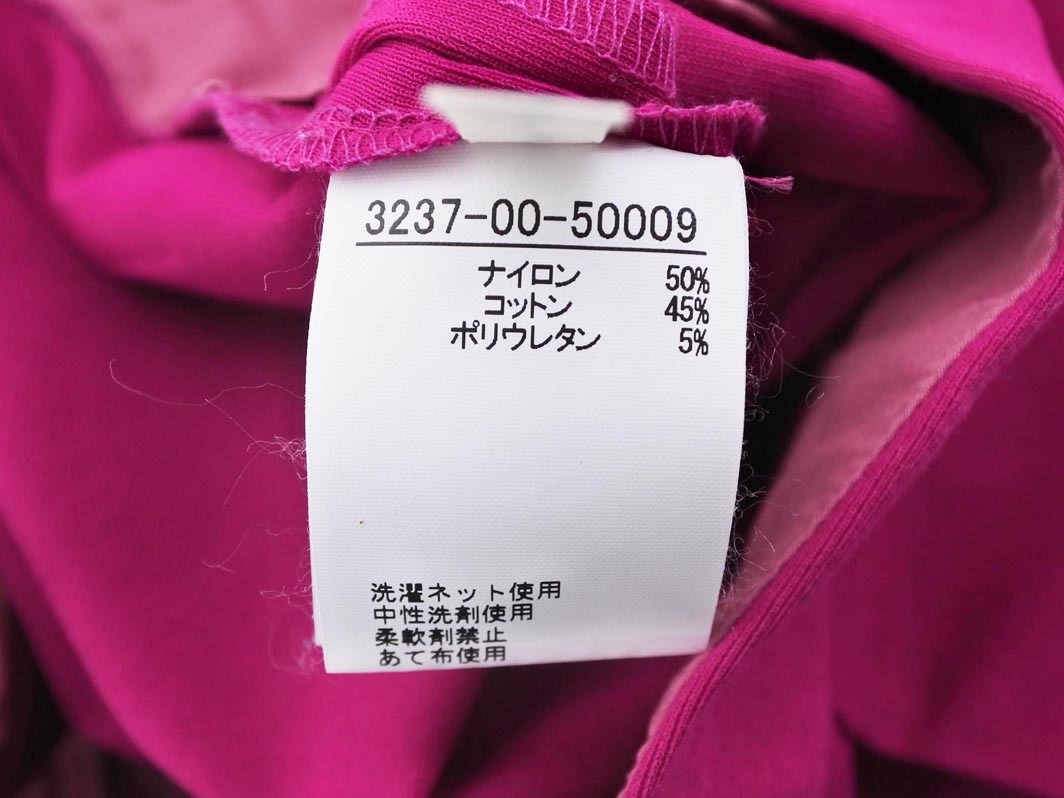 3237-00-50009
ナイロン 50%
コットン 45%
ポリウレタン 5%
洗濯ネット使用
中性洗剤使用
柔軟剤禁止
あて布使用